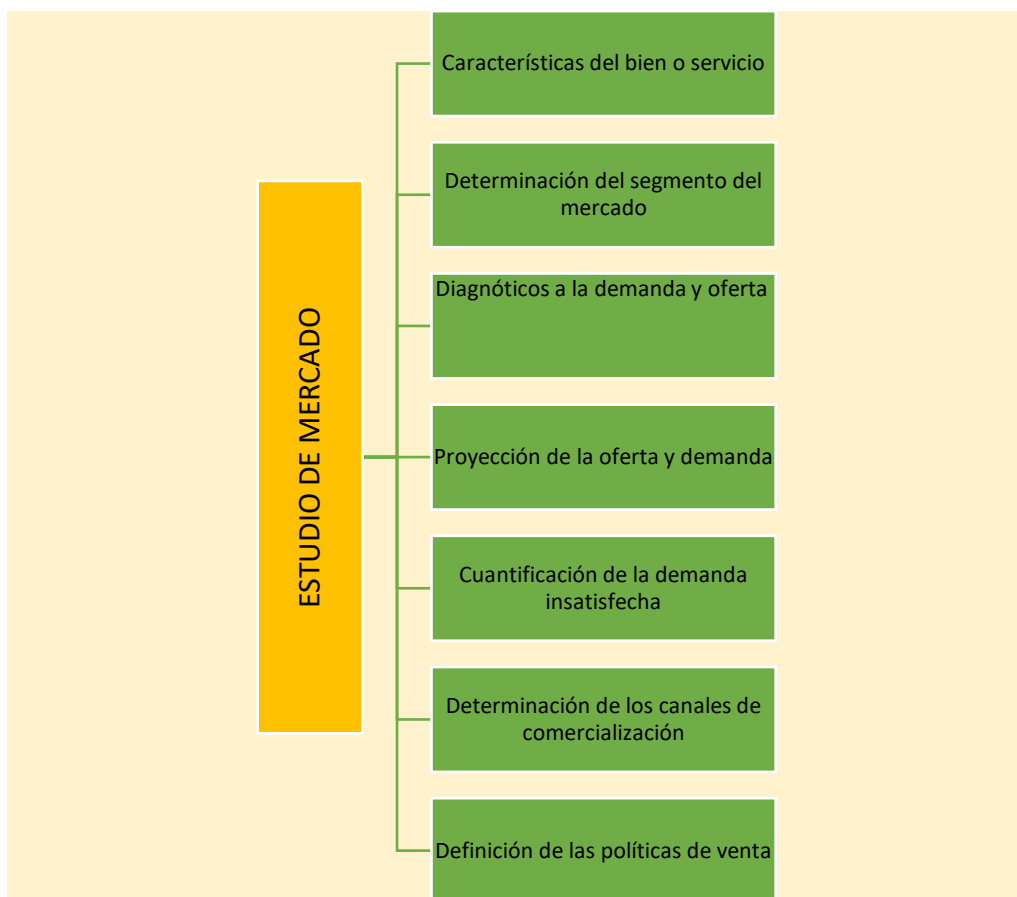 Características del bien o servicio
Determinación del segmento del
mercado
Diagnóticos a la demanda y oferta
ESTUDIO DE MERCADO
Proyección de la oferta y demanda
Cuantificación de la demanda
insatisfecha
Determinación de los canales de
comercialización
Definición de las políticas de venta